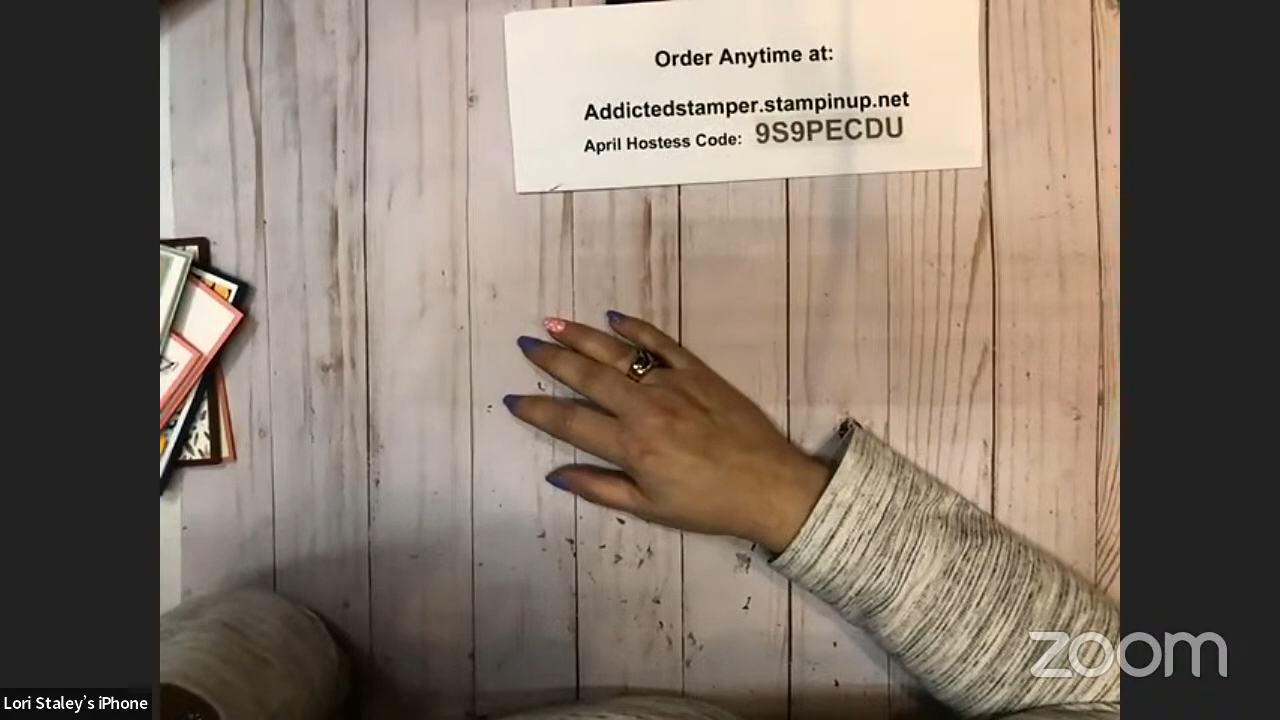 Order Anytime at:
Addictedstamper.stampinup.net
April Hostess Code: 9S9PECDU
zoom
Lori Staley's iPhone